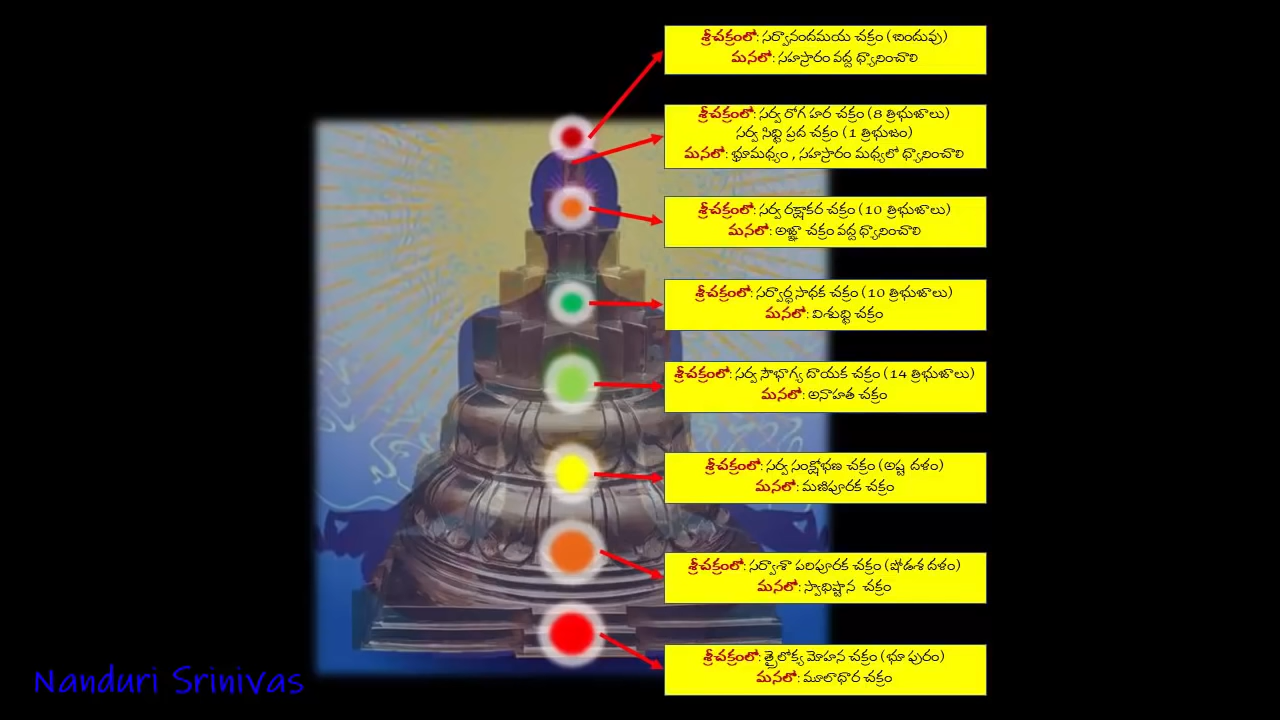 శ్రీచక్రంలో: సర్వానందమయ చక్రం (బిందువు)
మనలో: సహస్రారం వద్ద ధ్యానించాలి
శ్రీచక్రంలో: సర్వ రోగ హర చక్రం (8 త్రిభుజాలు)
సర్వ సిద్ధి ప్రద చక్రం (1 త్రిభుజం)
మనలో: భ్రూమధ్యం , సహస్రారం మధ్యలో ధ్యానించాలి
శ్రీచక్రంలో: సర్వ రక్షాకర చక్రం (10 త్రిభుజాలు)
మనలో: అజ్ఞా చక్రం వద్ద ధ్యానించాలి
శ్రీచక్రంలో: సర్వార్థ సాధక చక్రం (10 త్రిభుజాలు)
మనలో: విశుద్ధి చక్రం
శ్రీచక్రంలో: సర్వ సౌభాగ్య దాయక చక్రం (14 త్రిభుజాలు)
మనలో: అనాహత చక్రం
శ్రీచక్రంలో: సర్వ సంక్షోభణ చక్రం (అష్ట దళం)
మనలో: మణిపూరక చక్రం
శ్రీచక్రంలో: సర్వాశా పరిపూరక చక్రం (షోడశ దళం)
మనలో: స్వాధిష్టాన చక్రం
శ్రీచక్రంలో: త్రైలోక్య మోహన చక్రం (భూ పురం)
మనలో: మూలాధార చక్రం
Nanduri Srinivas